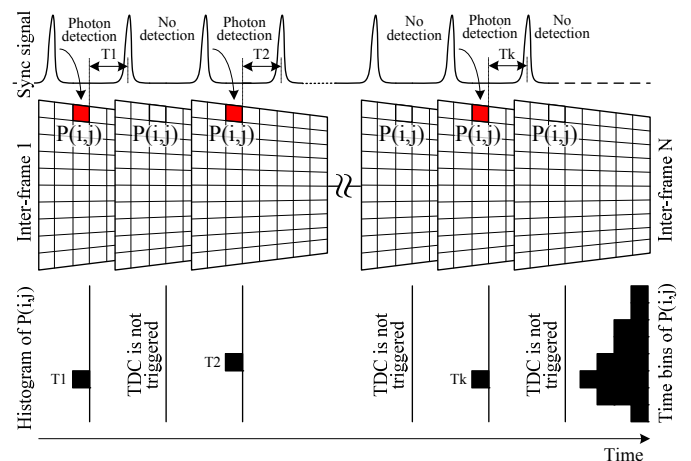 Sync signal
Photon
detection
No
detection
Photon
detection
No
detection
Photon
detection
No
detection
T1
T2
Tk
Inter-frame 1
P(i,j)
P(i,j)
P(i,j)
P(i,j)
P(i,j)
P(i,j)
Inter-frame N
Histogram of P(i,j)
T1
TDC is not
triggered
T2
TDC is not
triggered
Tk
TDC is not
triggered
Time bins of P(i,j)
Time